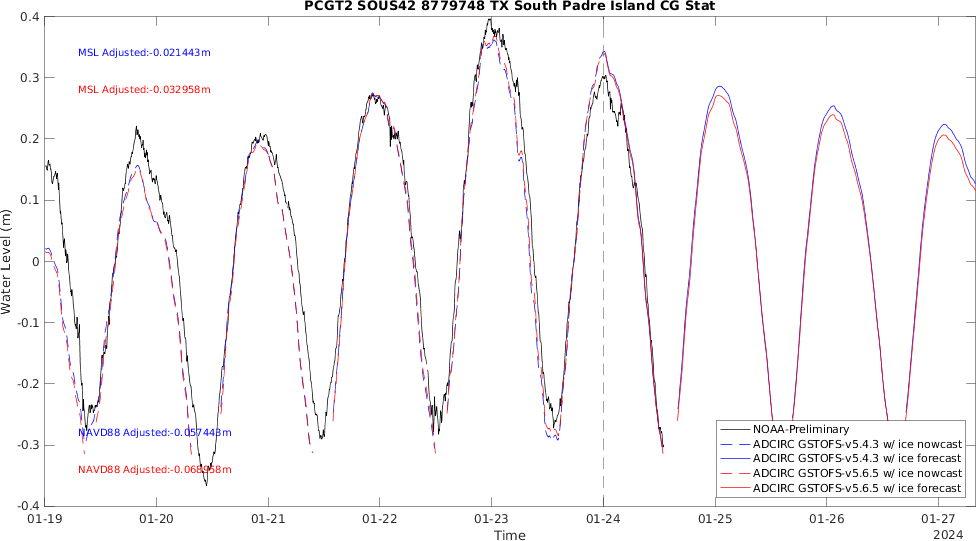 PCGT2 SOUS42 8779748 TX South Padre Island CG Stat
0.4
0.3
0.2
0.1
0
-0.1
-0.2
-0.3
-0.4
Water Level (m)
MSL Adjusted:-0.021443m
MSL Adjusted:-0.032958m
NAVD88 Adjusted:-0.057443m
NAVD88 Adjusted:-0.068958m
NOAA-Preliminary
ADCIRC GSTOFS-v5.4.3 w/ ice nowcast
ADCIRC GSTOFS-v5.4.3 w/ ice forecast
ADCIRC GSTOFS-v5.6.5 w/ ice nowcast
ADCIRC GSTOFS-v5.6.5 w/ ice forecast
01-19 01-20 01-21 01-22 01-23 01-24 01-25 01-26 01-27
Time
2024